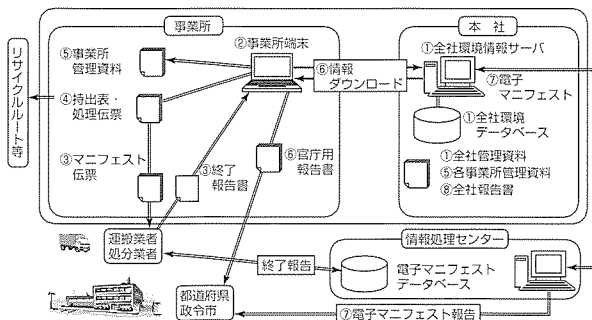 リサイクルルート等
事業所
②事業所端末
⑤事業所
管理資料
④持出表・
処理伝票
③マニフェスト
伝票
③終了
報告書
⑥官庁用
報告書
⑥情報
ダウンロード
本社
①全社環境情報サーバ
⑦電子
マニフェスト
①全社環境
データベース
①全社管理資料
⑤各事業所管理資料
⑧全社報告書
運搬業者
処分業者
終了報告
情報処理センター
電子マニフェスト
データベース
都道府県
政令市
⑦電子マニフェスト報告